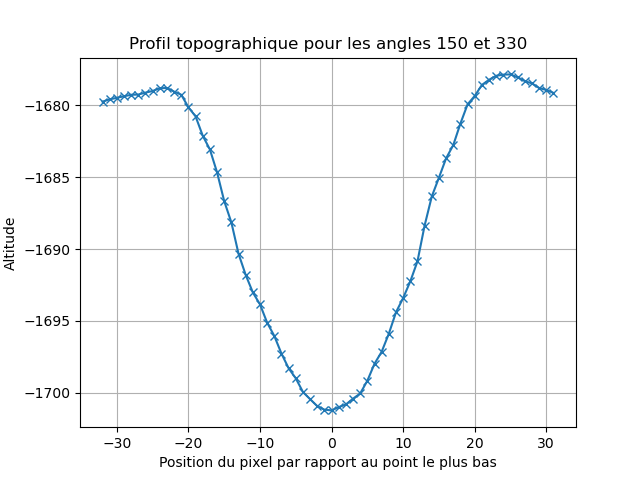 Profil topographique pour les angles 150 et 330
Altitude
−1680
−1685
−1690
−1695
−1700
−30 −20 −10 0 10 20 30
Position du pixel par rapport au point le plus bas